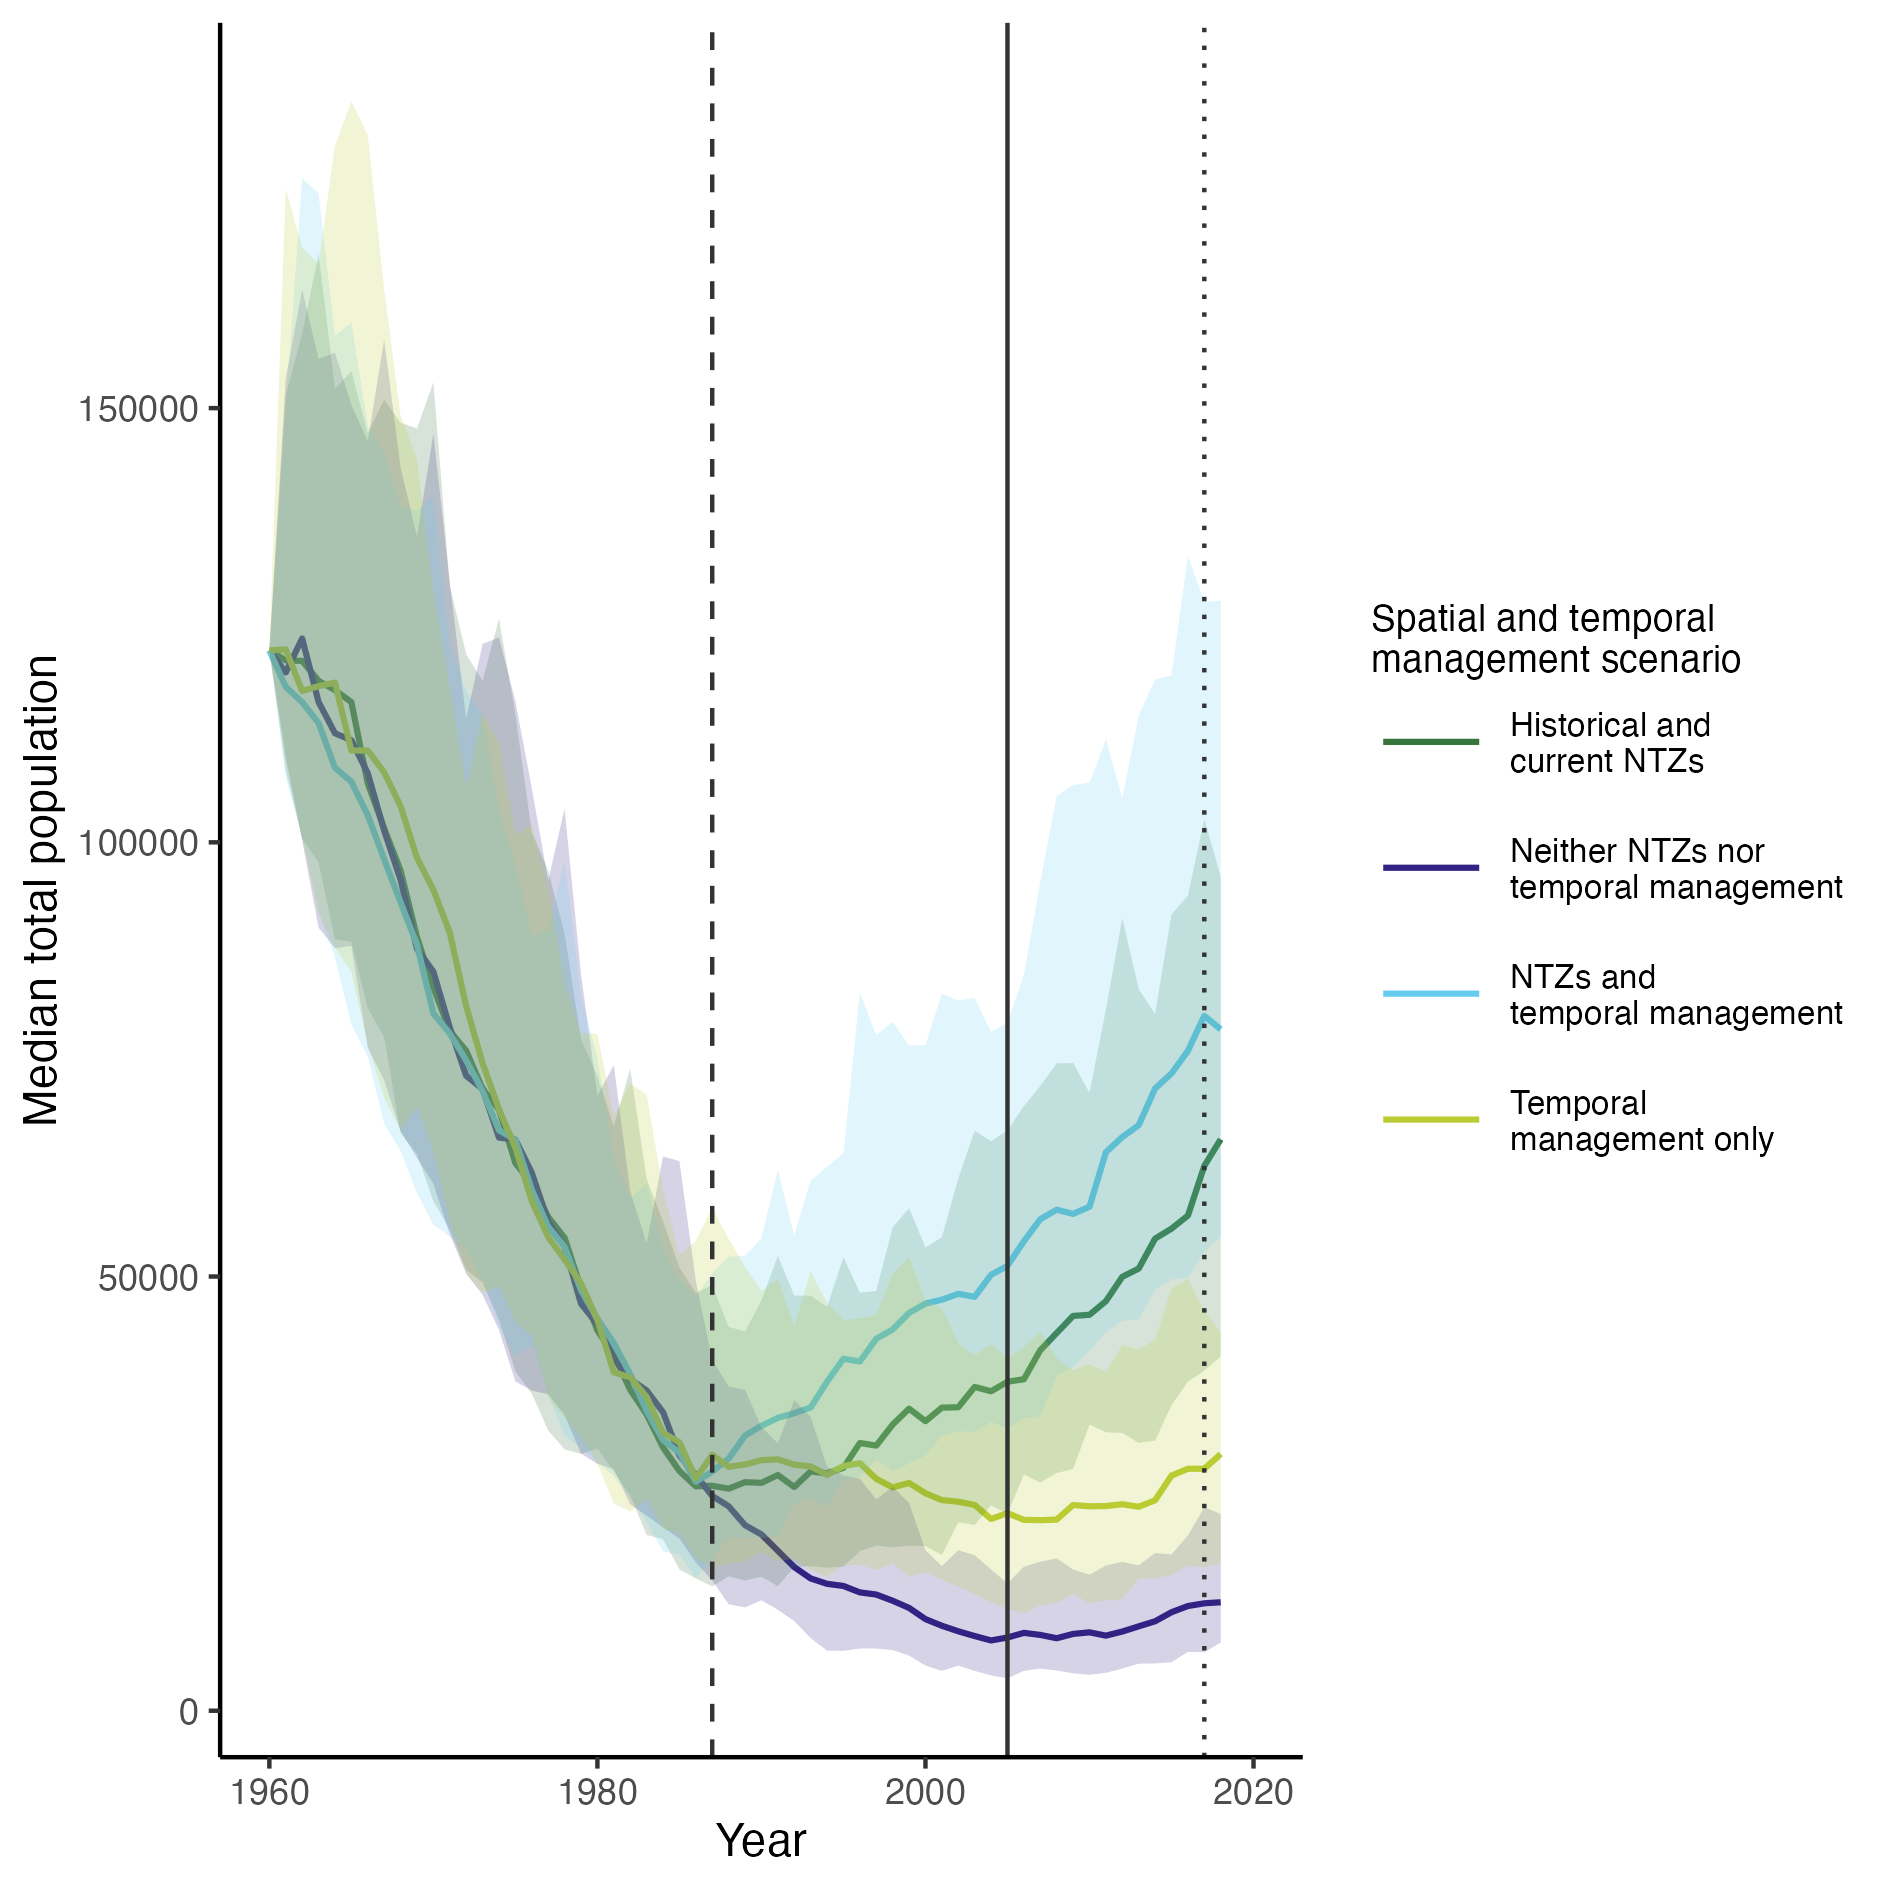 150000
100000
50000
0
Median total population
1960
1980
2000
2020
Year
Spatial and temporal
management scenario
Historical and
current NTZs
Neither NTZs nor
temporal management
NTZs and
temporal management
Temporal
management only